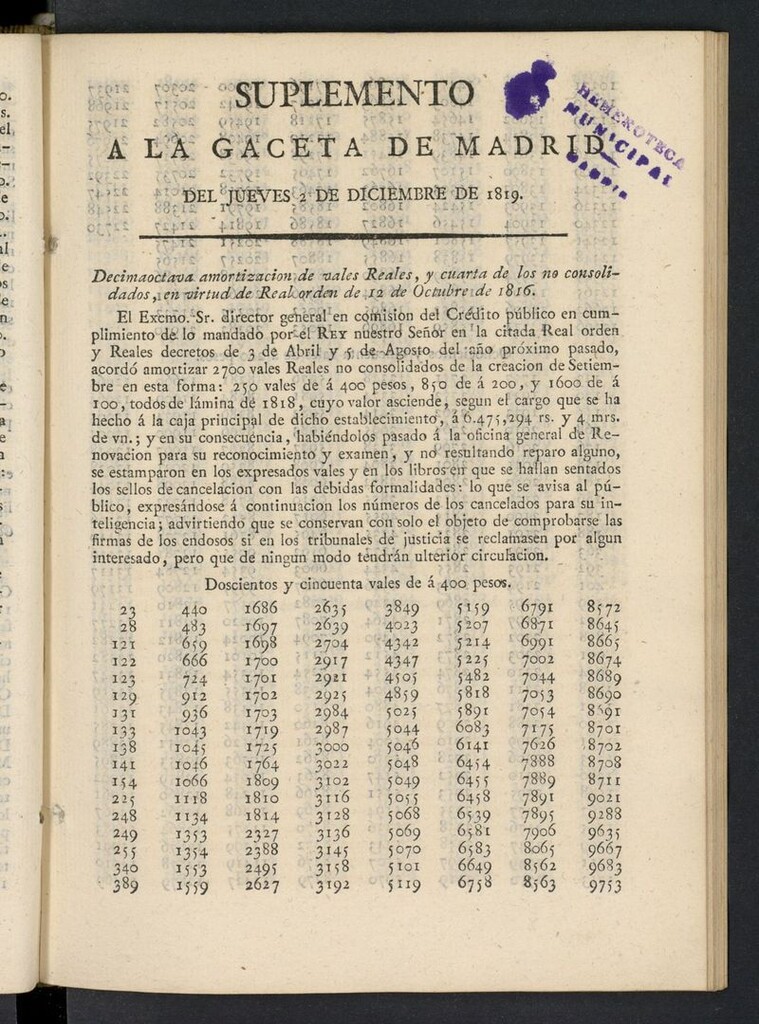 SUPLEMENTO
HEMEROTECA
MUNICIPAL
MADRID
A LA GACETA DE MADRID
DEL JUEVES 2 DE DICIEMBRE DE 1819.
Decimaoctava amortizacion de vales Reales, y cuarta de los no consoli-
dados, en virtud de Real orden de 12 de Octubre de 1816.
El Excmo. Sr. director general en comision del Crédito público en cum-
plimiento de lo mandado por el REY nuestro Señor en la citada Real orden
y Reales decretos de 3 de Abril y 5 de Agosto del año próximo pasado,
acordó amortizar 2700 vales Reales no consolidados de la creacion de Setiem-
bre en esta forma: 250 vales de á 400 pesos, 850 de á 200, y 1600 de á
100, todos de lámina de 1818, cuyo valor asciende, segun el cargo que se ha
hecho á la caja principal de dicho establecimiento, á 6.475,294 rs. y 4 mrs.
de vn.; y en su consecuencia, habiéndolos pasado á la oficina general de Re-
novacion para su reconocimiento y examen, y no resultando reparo alguno,
se estamparon en los expresados vales y en los libros en que se hallan sentados
los sellos de cancelacion con las debidas formalidades: lo que se avisa al pú-
blico, expresándose á continuacion los números de los cancelados para su in-
teligencia; advirtiendo que se conservan con solo el objeto de comprobarse las
firmas de los endosos si en los tribunales de justicia se reclamasen por algun
interesado, pero que de ningun modo tendrán ulterior circulacion.
Doscientos y cincuenta vales de á 400 pesos.
23 440 1686 2635 3849 5159 6791 8572
28 483 1697 2639 4023 5207 6871 8645
121 659 1698 2704 4342 5214 6991 8665
122 666 1700 2917 4347 5225 7002 8674
123 724 1701 2921 4505 5482 7044 8689
129 912 1702 2925 4859 5818 7053 8690
131 936 1703 2984 5025 5891 7054 8691
133 1043 1719 2987 5044 6083 7175 8701
138 1045 1725 3000 5046 6141 7626 8702
141 1046 1764 3022 5048 6454 7888 8708
154 1066 1809 3102 5049 6455 7889 8711
225 1118 1810 3116 5055 6458 7891 9021
248 1134 1814 3128 5068 6539 7895 9288
249 1353 2327 3136 5069 6581 7906 9635
255 1354 2388 3145 5070 6583 8065 9667
340 1553 2495 3158 5101 6649 8562 9683
389 1559 2627 3192 5119 6758 8563 9753